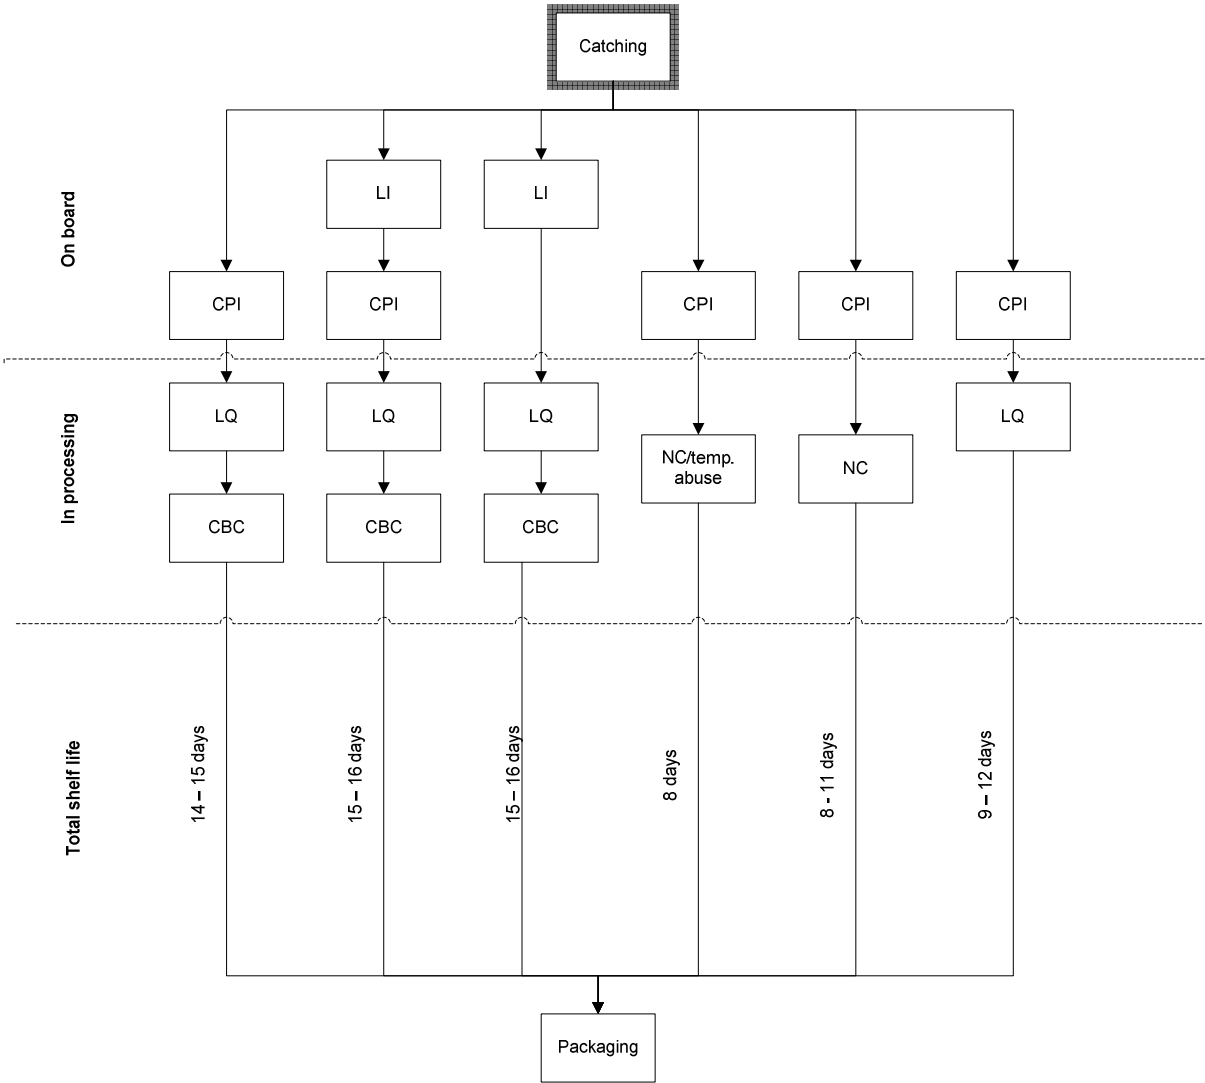 Catching
On board
LI
LI
CPI
CPI
CPI
CPI
CPI
In processing
LQ
LQ
LQ
LQ
NC/temp.
abuse
NC
CBC
CBC
CBC
Total shelf life
14 – 15 days
15 – 16 days
15 – 16 days
8 days
8 - 11 days
9 – 12 days
Packaging